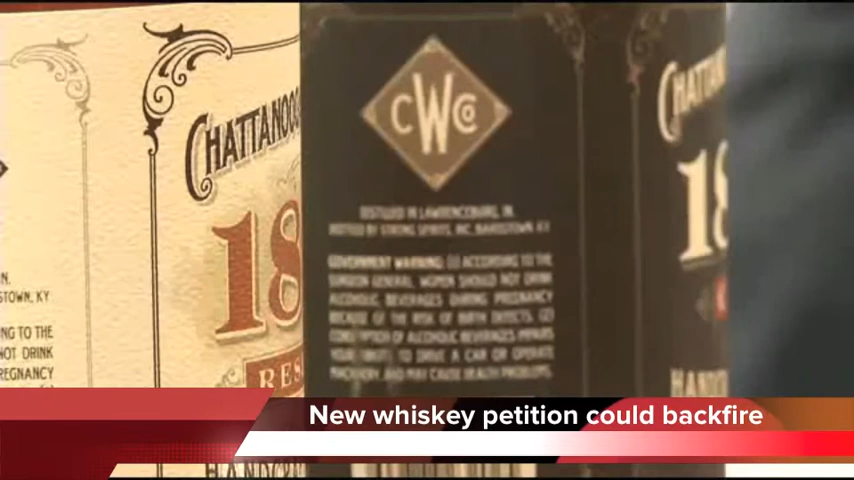 CHATTANOO
18
RES
HANDCR
N.
STOWN, KY
NG TO THE
NOT DRINK
REGNANCY
CWCo
DISTILLED IN LAWRENCEBURG, IN.
BOTTLED BY STRONG SPIRITS, INC. BARDSTOWN KY
GOVERNMENT WARNING: (1) ACCORDING TO THE
SURGEON GENERAL, WOMEN SHOULD NOT DRINK
ALCOHOLIC BEVERAGES DURING PREGNANCY
BECAUSE OF THE RISK OF BIRTH DEFECTS. (2)
CONSUMPTION OF ALCOHOLIC BEVERAGES IMPAIRS
YOUR ABILITY TO DRIVE A CAR OR OPERATE
MACHINERY, AND MAY CAUSE HEALTH PROBLEMS.
CHATTAN
18
HANDC
New whiskey petition could backfire